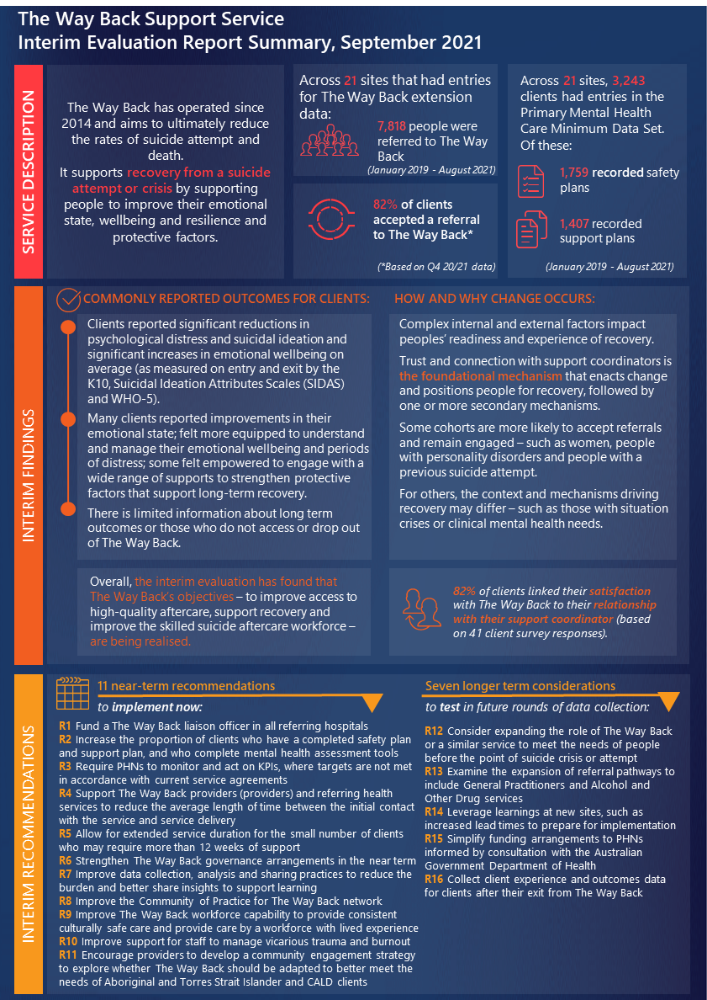 The Way Back Support Service
Interim Evaluation Report Summary, September 2021
SERVICE DESCRIPTION
The Way Back has operated since
2014 and aims to ultimately reduce
the rates of suicide attempt and
death.
It supports recovery from a suicide
attempt or crisis by supporting
people to improve their emotional
state, wellbeing and resilience and
protective factors.
Across 21 sites that had entries
for The Way Back extension
data:
7,818 people were
referred to The Way
Back
(January 2019 - August 2021)
82% of clients
accepted a referral
to The Way Back*
(*Based on Q4 20/21 data)
Across 21 sites, 3,243
clients had entries in the
Primary Mental Health
Care Minimum Data Set.
Of these:
1,759 recorded safety
plans
1,407 recorded
support plans
(January 2019 - August 2021)
INTERIM FINDINGS
COMMONLY REPORTED OUTCOMES FOR CLIENTS:
Clients reported significant reductions in
psychological distress and suicidal ideation and
significant increases in emotional wellbeing on
average (as measured on entry and exit by the
K10, Suicidal Ideation Attributes Scales (SIDAS)
and WHO-5).
Many clients reported improvements in their
emotional state; felt more equipped to understand
and manage their emotional wellbeing and periods
of distress; some felt empowered to engage with a
wide range of supports to strengthen protective
factors that support long-term recovery.
There is limited information about long term
outcomes or those who do not access or drop out
of The Way Back.
Overall, the interim evaluation has found that
The Way Back's objectives – to improve access to
high-quality aftercare, support recovery and
improve the skilled suicide aftercare workforce –
are being realised.
HOW AND WHY CHANGE OCCURS:
Complex internal and external factors impact
peoples' readiness and experience of recovery.
Trust and connection with support coordinators is
the foundational mechanism that enacts change
and positions people for recovery, followed by
one or more secondary mechanisms.
Some cohorts are more likely to accept referrals
and remain engaged – such as women, people
with personality disorders and people with a
previous suicide attempt.
For others, the context and mechanisms driving
recovery may differ – such as those with situation
crises or clinical mental health needs.
82% of clients linked their satisfaction
with The Way Back to their relationship
with their support coordinator (based
on 41 client survey responses).
INTERIM RECOMMENDATIONS
11 near-term recommendations
to implement now:
R1 Fund a The Way Back liaison officer in all referring hospitals
R2 Increase the proportion of clients who have a completed safety plan
and support plan, and who complete mental health assessment tools
R3 Require PHNs to monitor and act on KPIs, where targets are not met
in accordance with current service agreements
R4 Support The Way Back providers (providers) and referring health
services to reduce the average length of time between the initial contact
with the service and service delivery
R5 Allow for extended service duration for the small number of clients
who may require more than 12 weeks of support
R6 Strengthen The Way Back governance arrangements in the near term
R7 Improve data collection, analysis and sharing practices to reduce the
burden and better share insights to support learning
R8 Improve the Community of Practice for The Way Back network
R9 Improve The Way Back workforce capability to provide consistent
culturally safe care and provide care by a workforce with lived experience
R10 Improve support for staff to manage vicarious trauma and burnout
R11 Encourage providers to develop a community engagement strategy
to explore whether The Way Back should be adapted to better meet the
needs of Aboriginal and Torres Strait Islander and CALD clients
Seven longer term considerations
to test in future rounds of data collection:
R12 Consider expanding the role of The Way Back
or a similar service to meet the needs of people
before the point of suicide crisis or attempt
R13 Examine the expansion of referral pathways to
include General Practitioners and Alcohol and
Other Drug services
R14 Leverage learnings at new sites, such as
increased lead times to prepare for implementation
R15 Simplify funding arrangements to PHNs
informed by consultation with the Australian
Government Department of Health
R16 Collect client experience and outcomes data
for clients after their exit from The Way Back